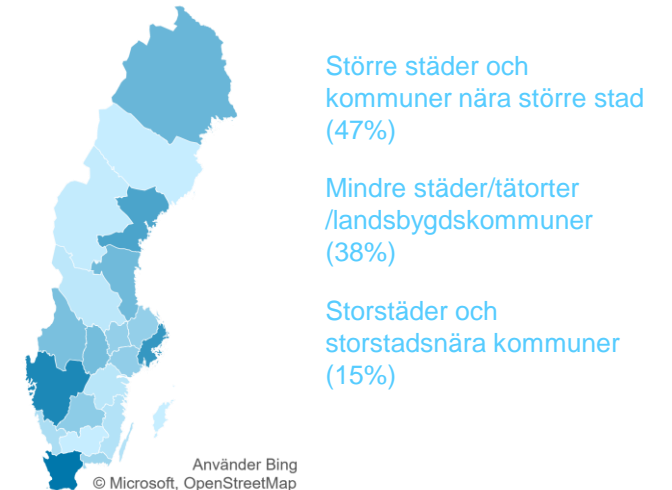 Större städer och
kommuner nära större stad
(47%)
Mindre städer/tätorter
/landsbygdskommuner
(38%)
Storstäder och
storstadsnära kommuner
(15%)
Använder Bing
© Microsoft, OpenStreetMap